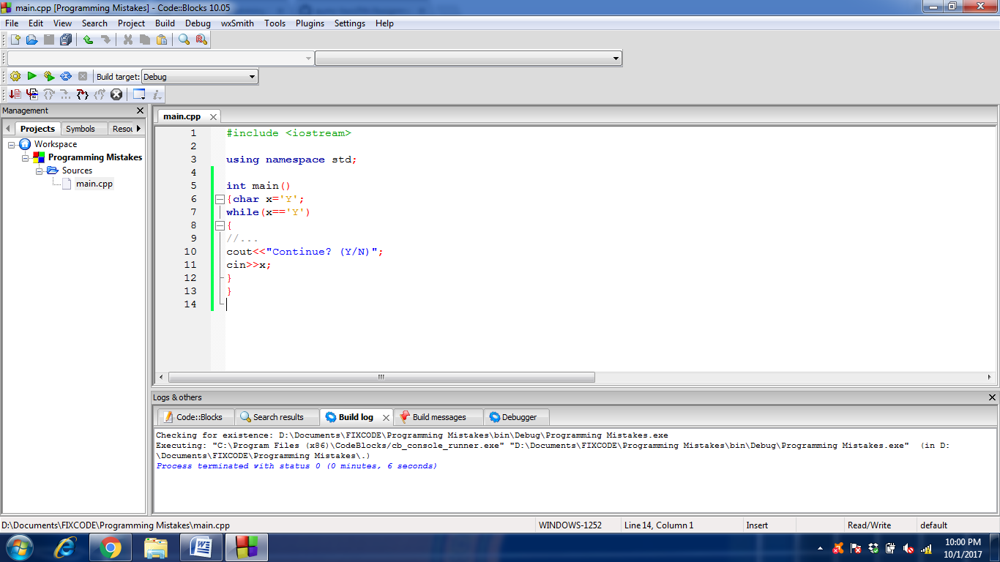 main.cpp [Programming Mistakes] - Code::Blocks 10.05
File Edit View Search Project Build Debug wxSmith Tools Plugins Settings Help
Build target: Debug
Management
Projects Symbols Resou
Workspace
Programming Mistakes
Sources
main.cpp
main.cpp
1 #include <iostream>
2
3 using namespace std;
4
5 int main()
6 {char x='Y';
7 while(x=='Y')
8 {
9 //...
10 cout<<"Continue? (Y/N)";
11 cin>>x;
12 }
13 }
14
Logs & others
Code::Blocks Search results Build log Build messages Debugger
Checking for existence: D:\Documents\FIXCODE\Programming Mistakes\bin\Debug\Programming Mistakes.exe
Executing: "C:\Program Files (x86)\CodeBlocks/cb_console_runner.exe" "D:\Documents\FIXCODE\Programming Mistakes\bin\Debug\Programming Mistakes.exe"  (in D:
\Documents\FIXCODE\Programming Mistakes\.)
Process terminated with status 0 (0 minutes, 6 seconds)
D:\Documents\FIXCODE\Programming Mistakes\main.cpp WINDOWS-1252 Line 14, Column 1 Insert Read/Write default
10:00 PM
10/1/2017